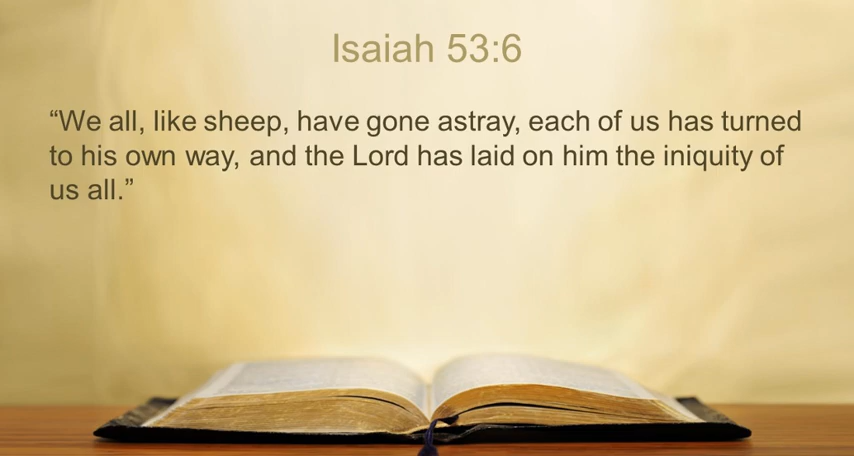 Isaiah 53:6
“We all, like sheep, have gone astray, each of us has turned
to his own way, and the Lord has laid on him the iniquity of
us all.”